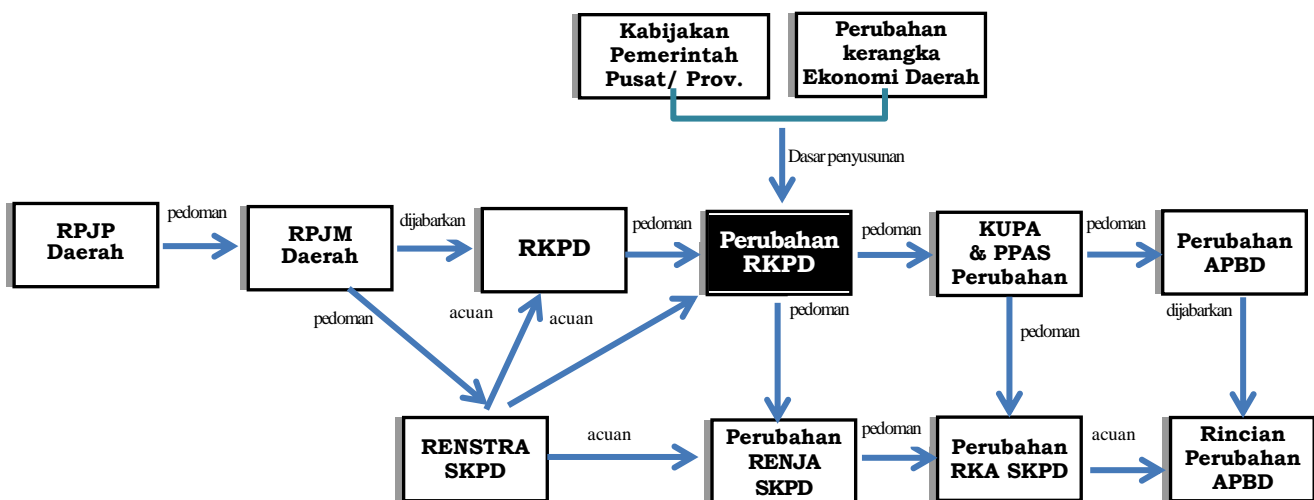 Kabijakan
Pemerintah
Pusat/ Prov.
Perubahan
kerangka
Ekonomi Daerah
Dasar penyusunan
RPJP
Daerah
pedoman
RPJM
Daerah
dijabarkan
RKPD
pedoman
Perubahan
RKPD
pedoman
KUPA
& PPAS
Perubahan
pedoman
Perubahan
APBD
pedoman
acuan
acuan
pedoman
pedoman
dijabarkan
RENSTRA
SKPD
acuan
Perubahan
RENJA
SKPD
pedoman
Perubahan
RKA SKPD
acuan
Rincian
Perubahan
APBD